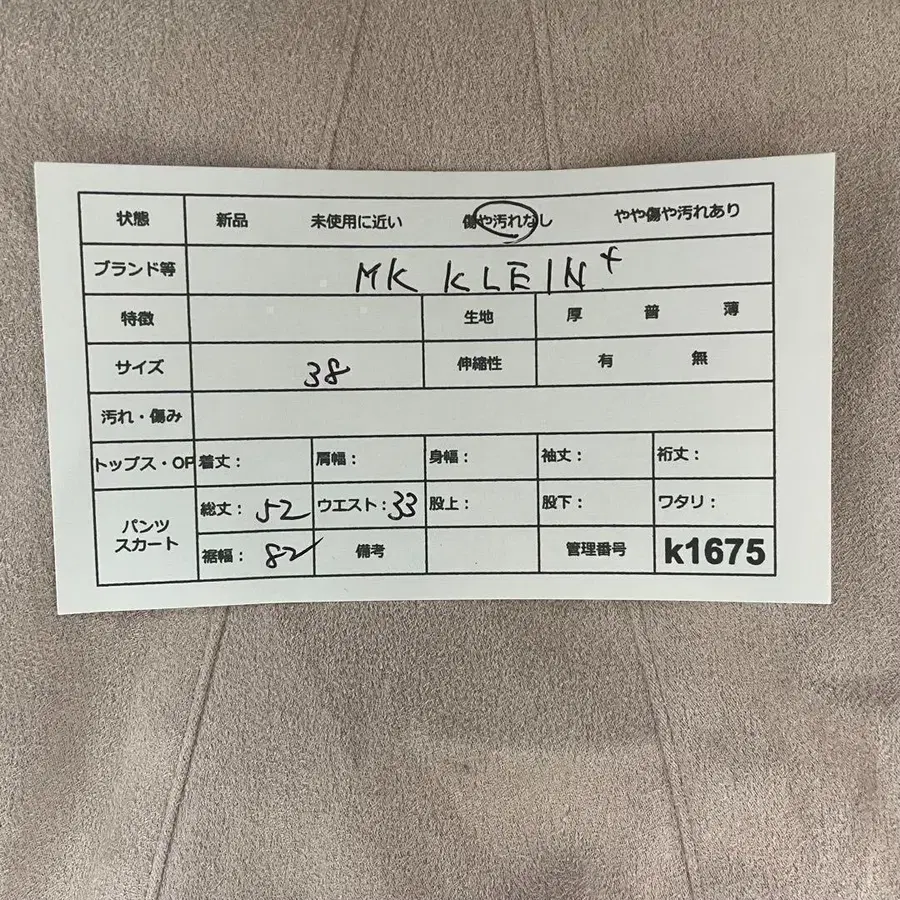 状態 新品 未使用に近い 傷や汚れなし やや傷や汚れあり
ブランド等 MK KLEIN+
特徴 生地 厚 普 薄
サイズ 38 伸縮性 有 無
汚れ・傷み
トップス・OP 着丈： 肩幅： 身幅： 袖丈： 裄丈：
パンツ スカート 総丈： 52 ウエスト： 33 股上： 股下： ワタリ：
裾幅： 82 備考 管理番号 k1675